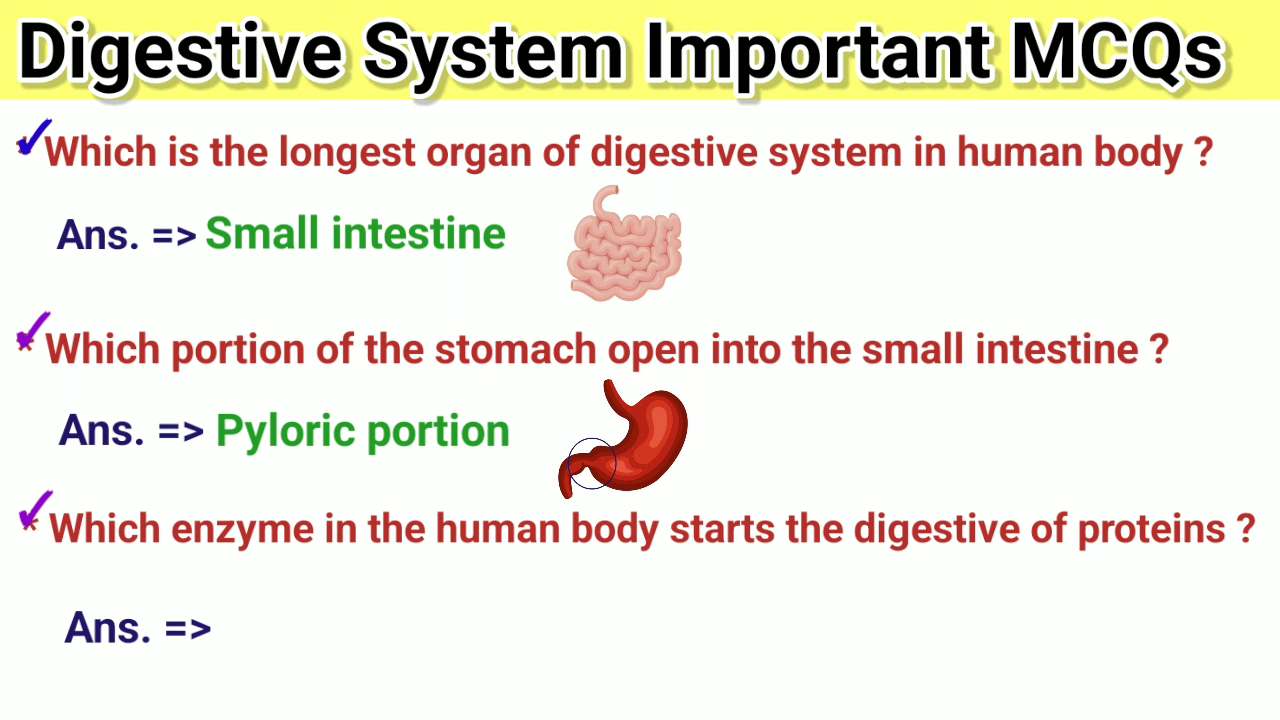 Digestive System Important MCQs
* Which is the longest organ of digestive system in human body ?
Ans. => Small intestine
* Which portion of the stomach open into the small intestine ?
Ans. => Pyloric portion
* Which enzyme in the human body starts the digestive of proteins ?
Ans. =>